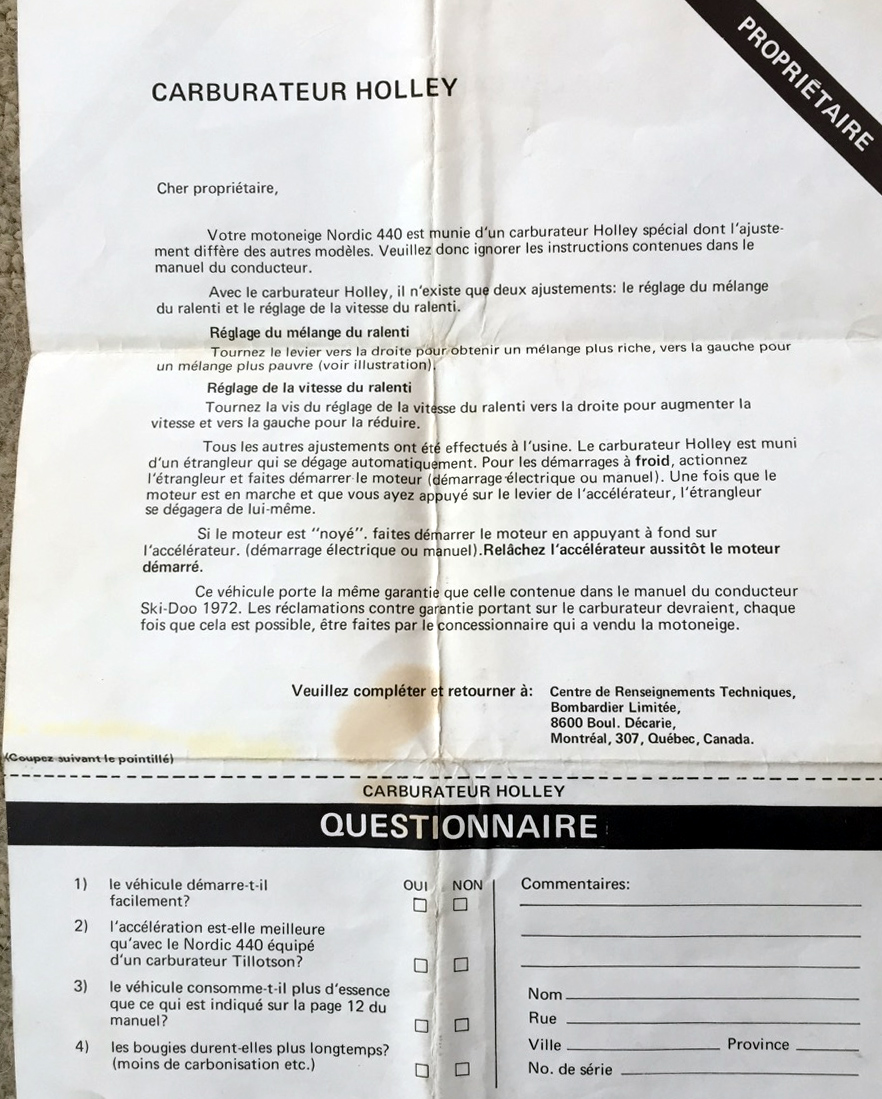 PROPRIÉTAIRE
CARBURATEUR HOLLEY
Cher propriétaire,
Votre motoneige Nordic 440 est munie d'un carburateur Holley spécial dont l'ajuste-
ment diffère des autres modèles. Veuillez donc ignorer les instructions contenues dans le
manuel du conducteur.
Avec le carburateur Holley, il n'existe que deux ajustements: le réglage du mélange
du ralenti et le réglage de la vitesse du ralenti.
Réglage du mélange du ralenti
Tournez le levier vers la droite pour obtenir un mélange plus riche, vers la gauche pour
un mélange plus pauvre (voir illustration).
Réglage de la vitesse du ralenti
Tournez la vis du réglage de la vitesse du ralenti vers la droite pour augmenter la
vitesse et vers la gauche pour la réduire.
Tous les autres ajustements ont été effectués à l'usine. Le carburateur Holley est muni
d'un étrangleur qui se dégage automatiquement. Pour les démarrages à froid, actionnez
l'étrangleur et faites démarrer le moteur (démarrage électrique ou manuel). Une fois que le
moteur est en marche et que vous ayez appuyé sur le levier de l'accélérateur, l'étrangleur
se dégagera de lui-même.
Si le moteur est "noyé". faites démarrer le moteur en appuyant à fond sur
l'accélérateur. (démarrage électrique ou manuel).Relâchez l'accélérateur aussitôt le moteur
démarré.
Ce véhicule porte la même garantie que celle contenue dans le manuel du conducteur
Ski-Doo 1972. Les réclamations contre garantie portant sur le carburateur devraient, chaque
fois que cela est possible, être faites par le concessionnaire qui a vendu la motoneige.
Veuillez compléter et retourner à: Centre de Renseignements Techniques,
Bombardier Limitée,
8600 Boul. Décarie,
Montréal, 307, Québec, Canada.
(Coupez suivant le pointillé)
CARBURATEUR HOLLEY
QUESTIONNAIRE
OUI NON
1) le véhicule démarre-t-il
facilement?
2) l'accélération est-elle meilleure
qu'avec le Nordic 440 équipé
d'un carburateur Tillotson?
3) le véhicule consomme-t-il plus d'essence
que ce qui est indiqué sur la page 12 du
manuel?
4) les bougies durent-elles plus longtemps?
(moins de carbonisation etc.)
Commentaires:
Nom
Rue
Ville Province
No. de série